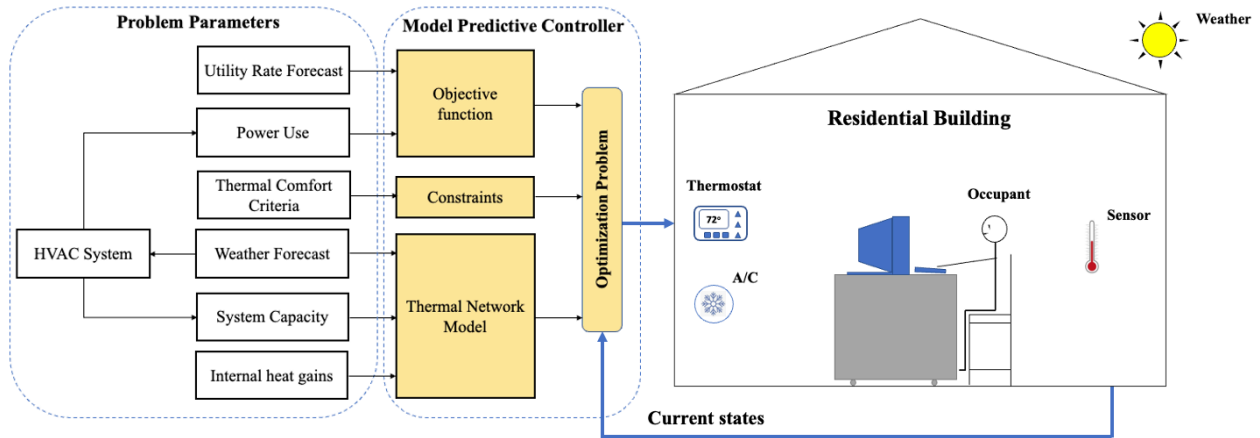 Problem Parameters
Utility Rate Forecast
Power Use
Thermal Comfort
Criteria
HVAC System
Weather Forecast
System Capacity
Internal heat gains
Model Predictive Controller
Objective
function
Constraints
Thermal Network
Model
Optimization Problem
Weather
Residential Building
Thermostat
72°
A/C
Occupant
Sensor
Current states